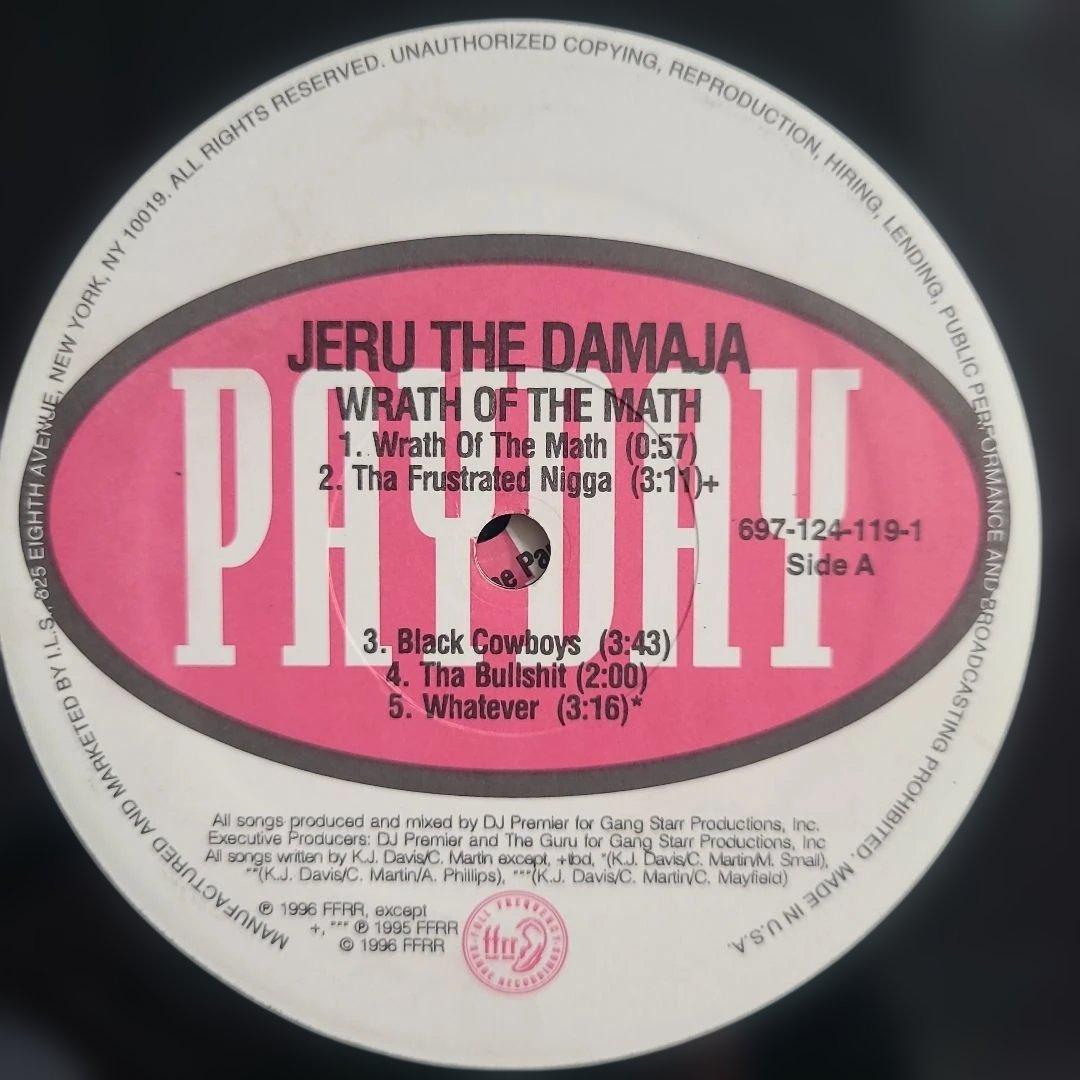 MANUFACTURED AND MARKETED BY I.L.S., 825 EIGHTH AVENUE, NEW YORK, NY 10019. ALL RIGHTS RESERVED. UNAUTHORIZED COPYING, REPRODUCTION, HIRING, LENDING, PUBLIC PERFORMANCE AND BROADCASTING PROHIBITED. MADE IN U.S.A.
PAYDAY
JERU THE DAMAJA
WRATH OF THE MATH
1. Wrath Of The Math (0:57)
2. Tha Frustrated Nigga (3:11)+
697-124-119-1
Side A
3. Black Cowboys (3:43)
4. Tha Bullshit (2:00)
5. Whatever (3:16)*
All songs produced and mixed by DJ Premier for Gang Starr Productions, Inc.
Executive Producers: DJ Premier and The Guru for Gang Starr Productions, Inc
All songs written by K.J. Davis/C. Martin except, +tbd, *(K.J. Davis/C. Martin/M. Small),
**(K.J. Davis/C. Martin/A. Phillips), ***(K.J. Davis/C. Martin/C. Mayfield)
℗ 1996 FFRR, except
+, *** ℗ 1995 FFRR
© 1996 FFRR
FULL FREQUENCY
ffrr
RANGE RECORDINGS